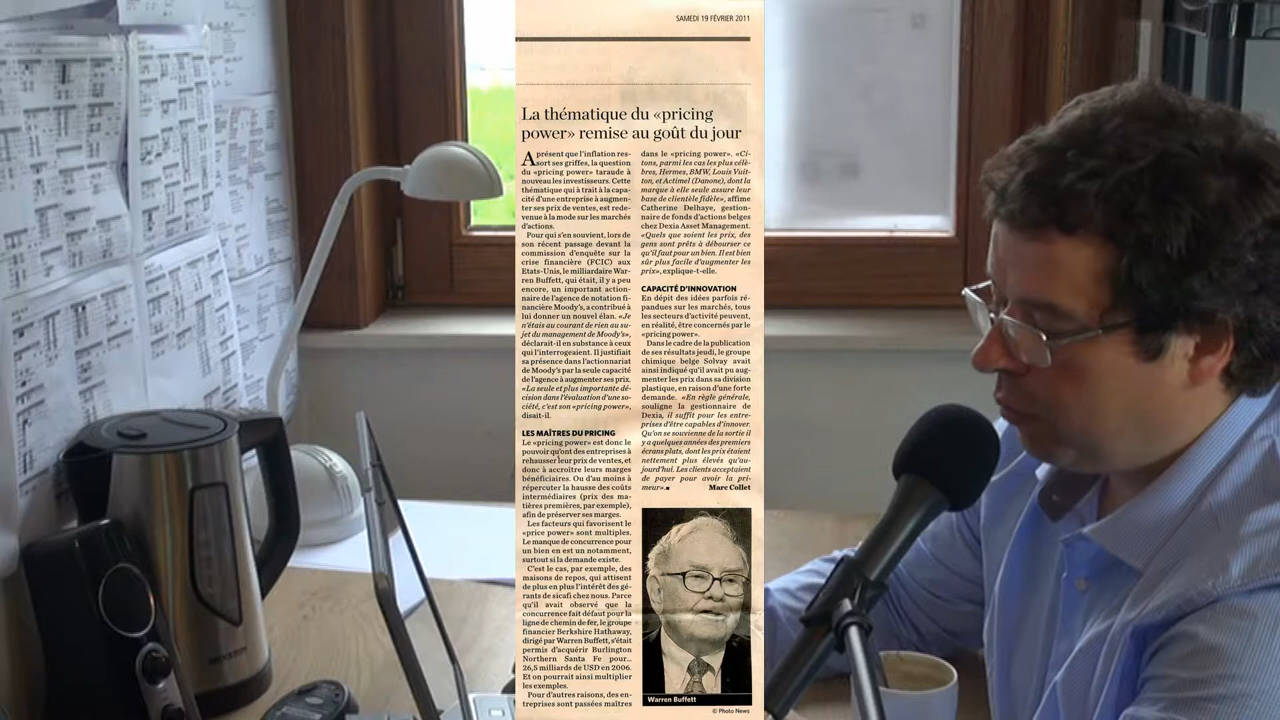 SAMEDI 19 FÉVRIER 2011
La thématique du «pricing
power» remise au goût du jour
A présent que l'inflation res-
sort ses griffes, la question
du «pricing power» taraude à
nouveau les investisseurs. Cette
thématique qui a trait à la capa-
cité d'une entreprise à augmen-
ter ses prix de ventes, est rede-
venue à la mode sur les marchés
d'actions.
Pour qui s'en souvient, lors de
son récent passage devant la
commission d'enquête sur la
crise financière (FCIC) aux
Etats-Unis, le milliardaire War-
ren Buffett, qui était, il y a peu
encore, un important action-
naire de l'agence de notation fi-
nancière Moody's, a contribué à
lui donner un nouvel élan. «Je
n'étais au courant de rien au su-
jet du management de Moody's»,
déclarait-il en substance à ceux
qui l'interrogeaient. Il justifiait
sa présence dans l'actionnariat
de Moody's par la seule capacité
de l'agence à augmenter ses prix.
«La seule et plus importante dé-
cision dans l'évaluation d'une so-
ciété, c'est son «pricing power»,
disait-il.
LES MAÎTRES DU PRICING
Le «pricing power» est donc le
pouvoir qu'ont des entreprises à
rehausser leur prix de ventes, et
donc à accroître leurs marges
bénéficiaires. Ou d'au moins à
répercuter la hausse des coûts
intermédiaires (prix des ma-
tières premières, par exemple),
afin de préserver ses marges.
Les facteurs qui favorisent le
«price power» sont multiples.
Le manque de concurrence pour
un bien en est un notamment,
surtout si la demande existe.
C'est le cas, par exemple, des
maisons de repos, qui attisent
de plus en plus l'intérêt des gé-
rants de sicafi chez nous. Parce
qu'il avait observé que la
concurrence fait défaut pour la
ligne de chemin de fer, le groupe
financier Berkshire Hathaway,
dirigé par Warren Buffett, s'était
permis d'acquérir Burlington
Northern Santa Fe pour...
26,5 milliards de USD en 2006.
Et on pourrait ainsi multiplier
les exemples.
Pour d'autres raisons, des en-
treprises sont passées maîtres
dans le «pricing power». «Ci-
tons, parmi les cas les plus célè-
bres, Hermes, BMW, Louis Vuit-
ton, et Actimel (Danone), dont la
marque à elle seule assure leur
base de clientèle fidèle», affime
Catherine Delhaye, gestion-
naire de fonds d'actions belges
chez Dexia Asset Management.
«Quels que soient les prix, des
gens sont prêts à débourser ce
qu'il faut pour un bien. Il est bien
sûr plus facile d'augmenter les
prix», explique-t-elle.
CAPACITÉ D'INNOVATION
En dépit des idées parfois ré-
pandues sur les marchés, tous
les secteurs d'activité peuvent,
en réalité, être concernés par le
«pricing power».
Dans le cadre de la publication
de ses résultats jeudi, le groupe
chimique belge Solvay avait
ainsi indiqué qu'il avait pu aug-
menter les prix dans sa division
plastique, en raison d'une forte
demande. «En règle générale,
souligne la gestionnaire de
Dexia, il suffit pour les entre-
prises d'être capables d'innover.
Qu'on se souvienne de la sortie il
y a quelques années des premiers
écrans plats, dont les prix étaient
nettement plus élevés qu'au-
jourd'hui. Les clients acceptaient
de payer pour avoir la pri-
meur».■ Marc Collet
Warren Buffett
© Photo News